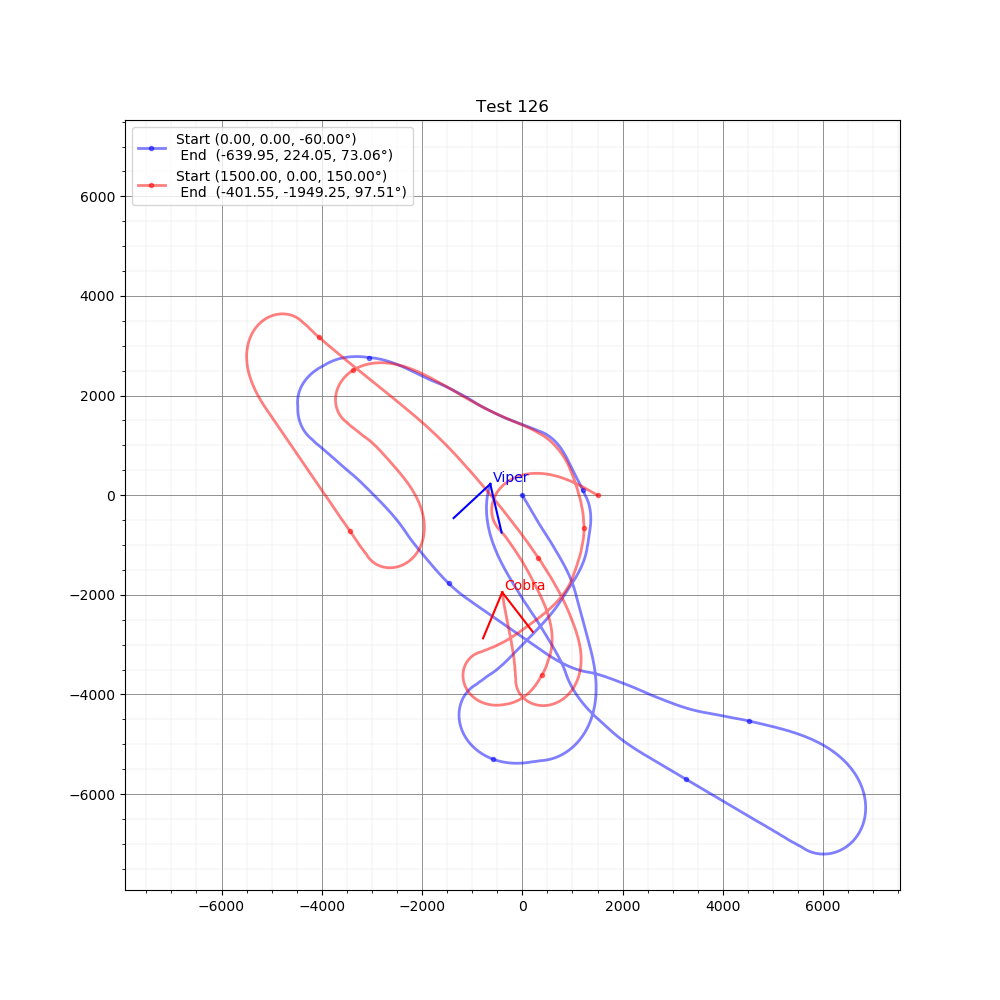 Test 126
Start (0.00, 0.00, -60.00°)
End  (-639.95, 224.05, 73.06°)
Start (1500.00, 0.00, 150.00°)
End  (-401.55, -1949.25, 97.51°)
6000
4000
2000
0
−2000
−4000
−6000
Viper
Cobra
−6000 −4000 −2000 0 2000 4000 6000